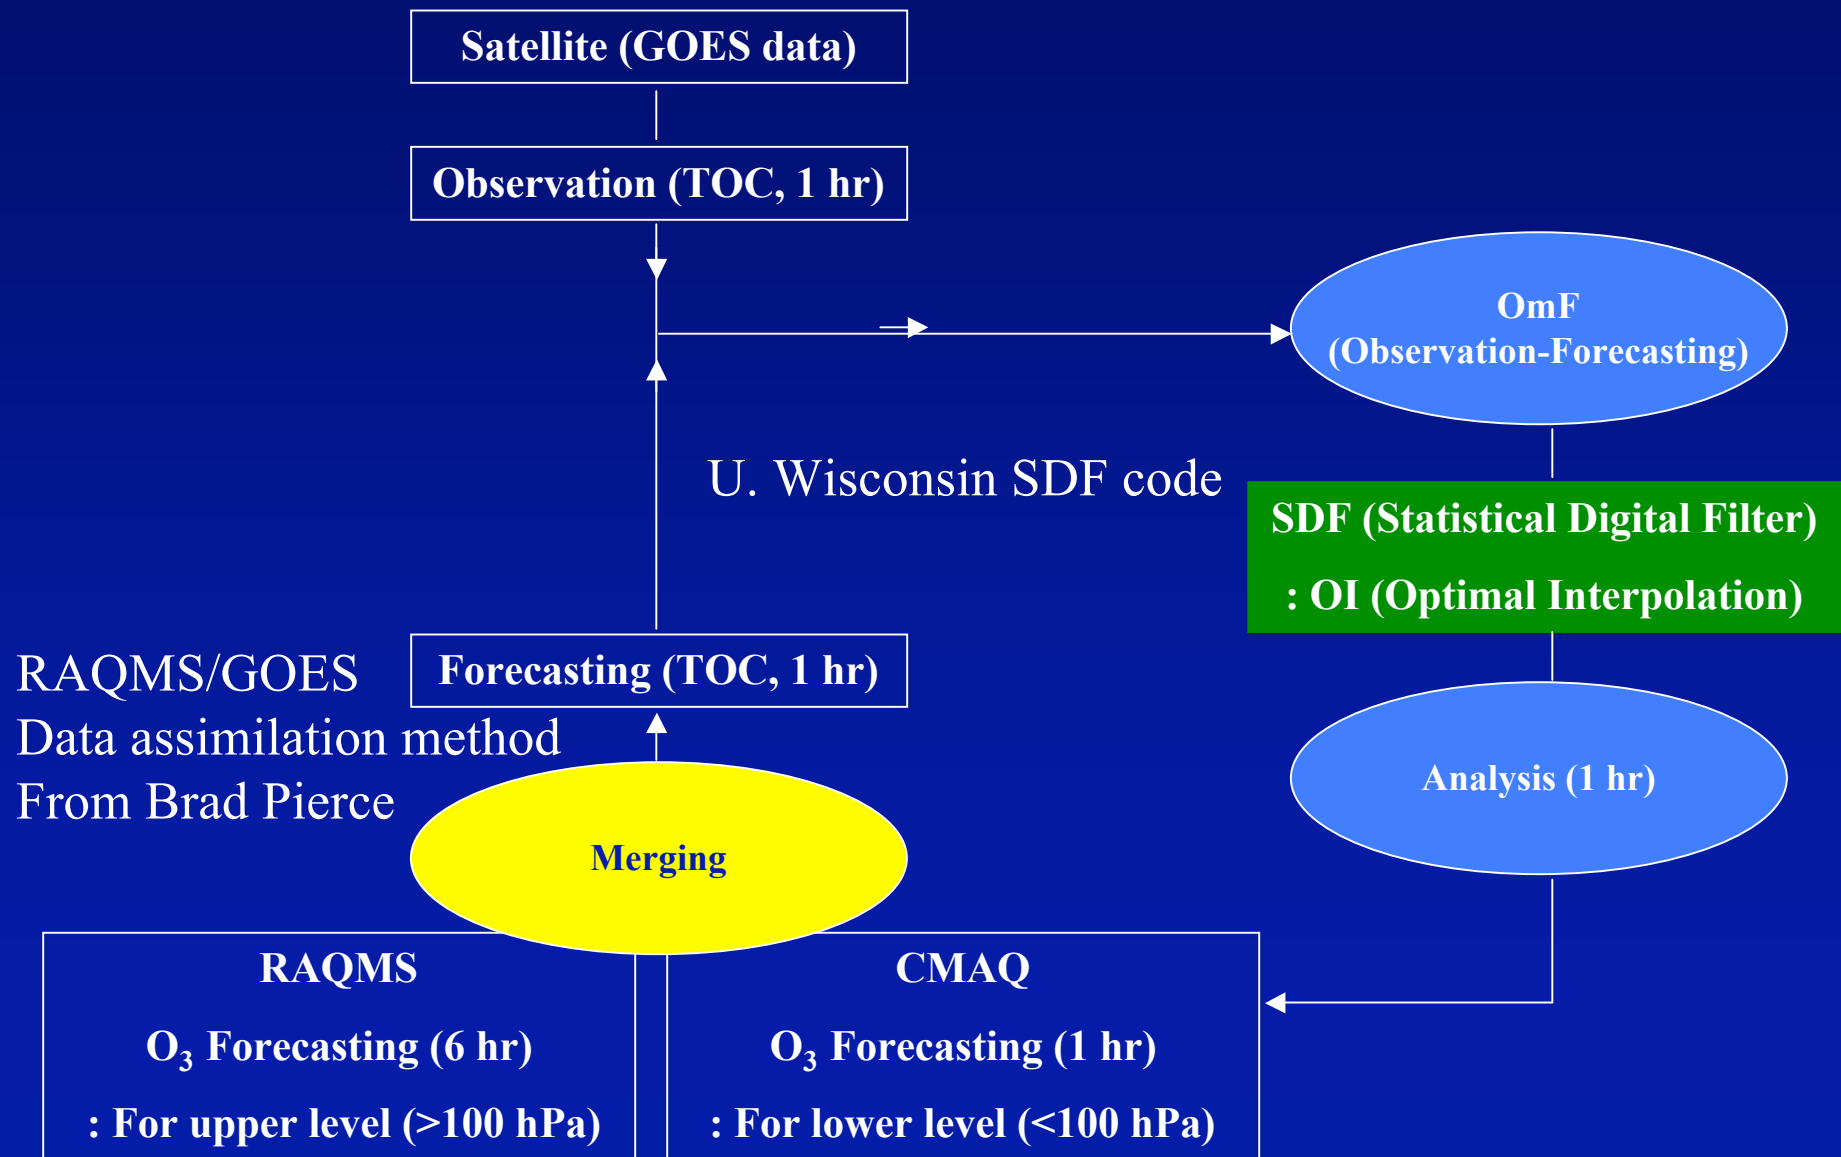 Satellite (GOES data)
Observation (TOC, 1 hr)
OmF
(Observation-Forecasting)
U. Wisconsin SDF code
SDF (Statistical Digital Filter)
: OI (Optimal Interpolation)
RAQMS/GOES
Data assimilation method
From Brad Pierce
Forecasting (TOC, 1 hr)
Analysis (1 hr)
Merging
RAQMS
O₃ Forecasting (6 hr)
: For upper level (>100 hPa)
CMAQ
O₃ Forecasting (1 hr)
: For lower level (<100 hPa)